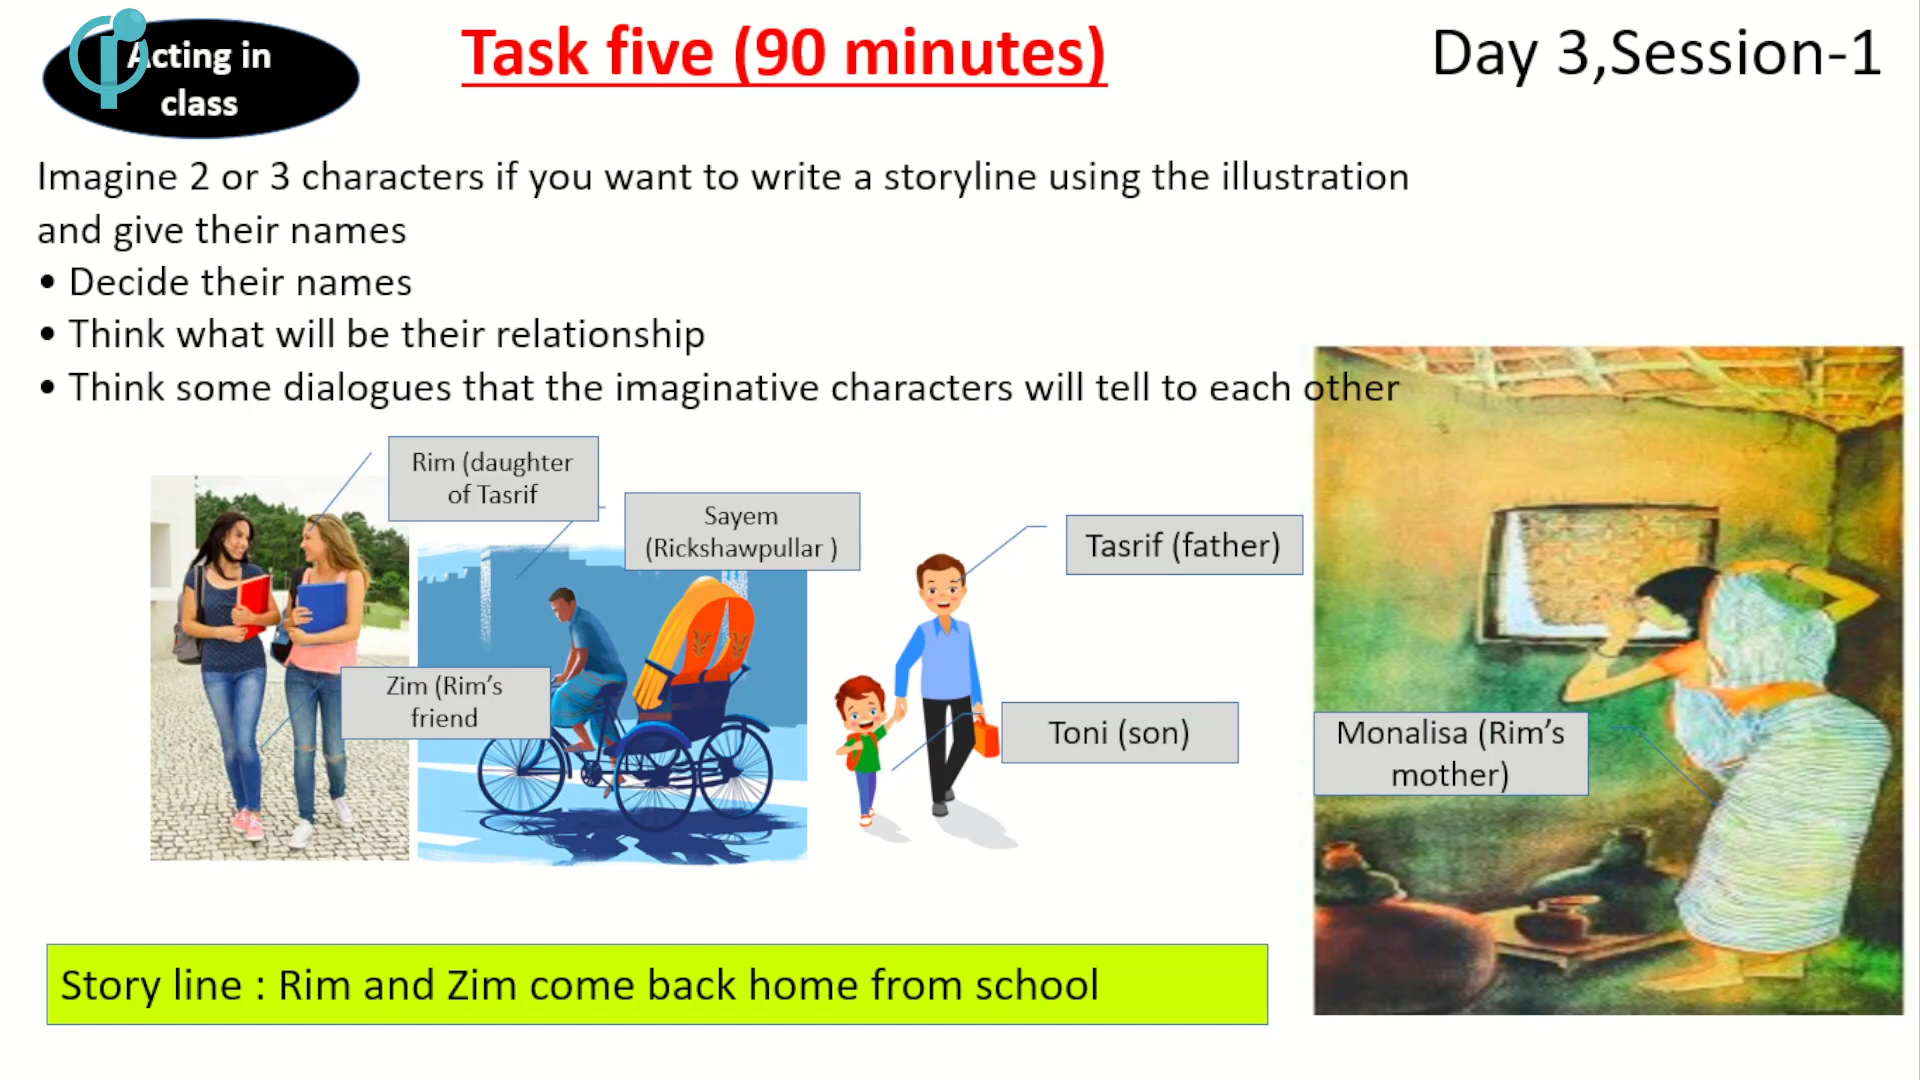 Acting in
class
Task five (90 minutes)
Day 3,Session-1
Imagine 2 or 3 characters if you want to write a storyline using the illustration
and give their names
• Decide their names
• Think what will be their relationship
• Think some dialogues that the imaginative characters will tell to each other
Rim (daughter
of Tasrif
Sayem
(Rickshawpullar )
Tasrif (father)
Zim (Rim's
friend
Toni (son)
Monalisa (Rim's
mother)
Story line : Rim and Zim come back home from school